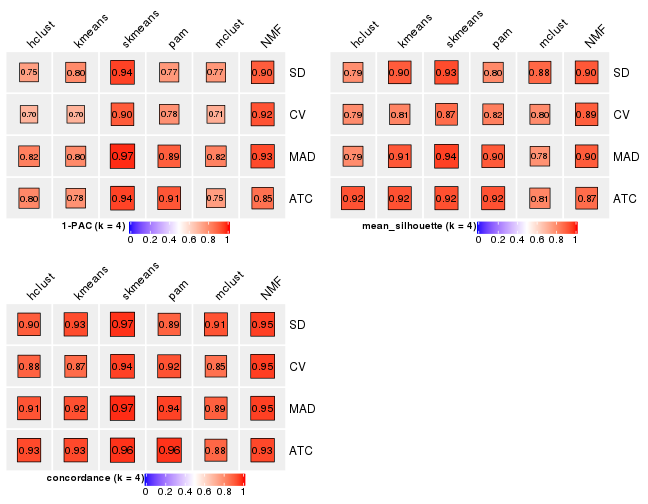 hclust kmeans skmeans pam mclust NMF
0.75 0.80 0.94 0.77 0.77 0.90 SD
0.70 0.70 0.90 0.78 0.71 0.92 CV
0.82 0.80 0.97 0.89 0.82 0.93 MAD
0.80 0.78 0.94 0.91 0.75 0.85 ATC
1-PAC (k = 4)
0 0.2 0.4 0.6 0.8 1
hclust kmeans skmeans pam mclust NMF
0.79 0.90 0.93 0.80 0.88 0.90 SD
0.79 0.81 0.87 0.82 0.80 0.89 CV
0.79 0.91 0.94 0.90 0.78 0.90 MAD
0.92 0.92 0.92 0.92 0.81 0.87 ATC
mean_silhouette (k = 4)
0 0.2 0.4 0.6 0.8 1
hclust kmeans skmeans pam mclust NMF
0.90 0.93 0.97 0.89 0.91 0.95 SD
0.88 0.87 0.94 0.92 0.85 0.95 CV
0.91 0.92 0.97 0.94 0.89 0.95 MAD
0.93 0.93 0.96 0.96 0.88 0.93 ATC
concordance (k = 4)
0 0.2 0.4 0.6 0.8 1